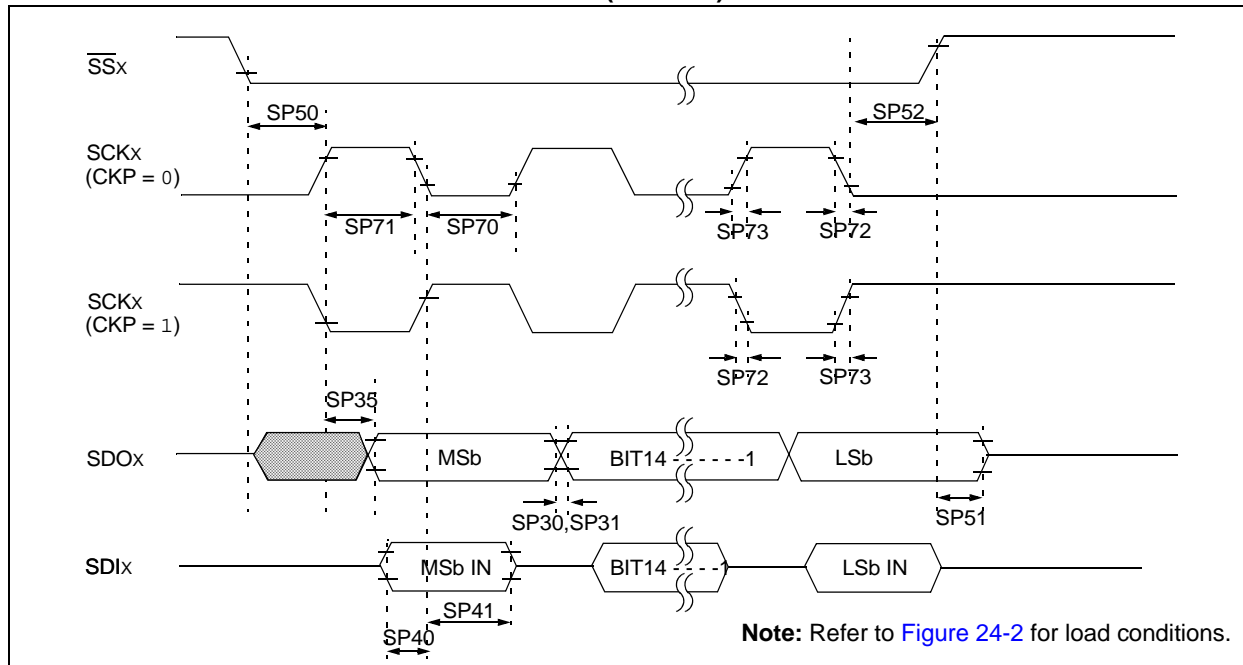 SSX
SP50
SP52
SCKX
(CKP = 0)
SP71
SP70
SP73
SP72
SCKX
(CKP = 1)
SP72
SP73
SP35
SDOX
MSb
BIT14 - - - - - -1
LSb
SP30,SP31
SP51
SDIX
MSb IN
BIT14 - - - - -1
LSb IN
SP41
SP40
Note: Refer to Figure 24-2 for load conditions.